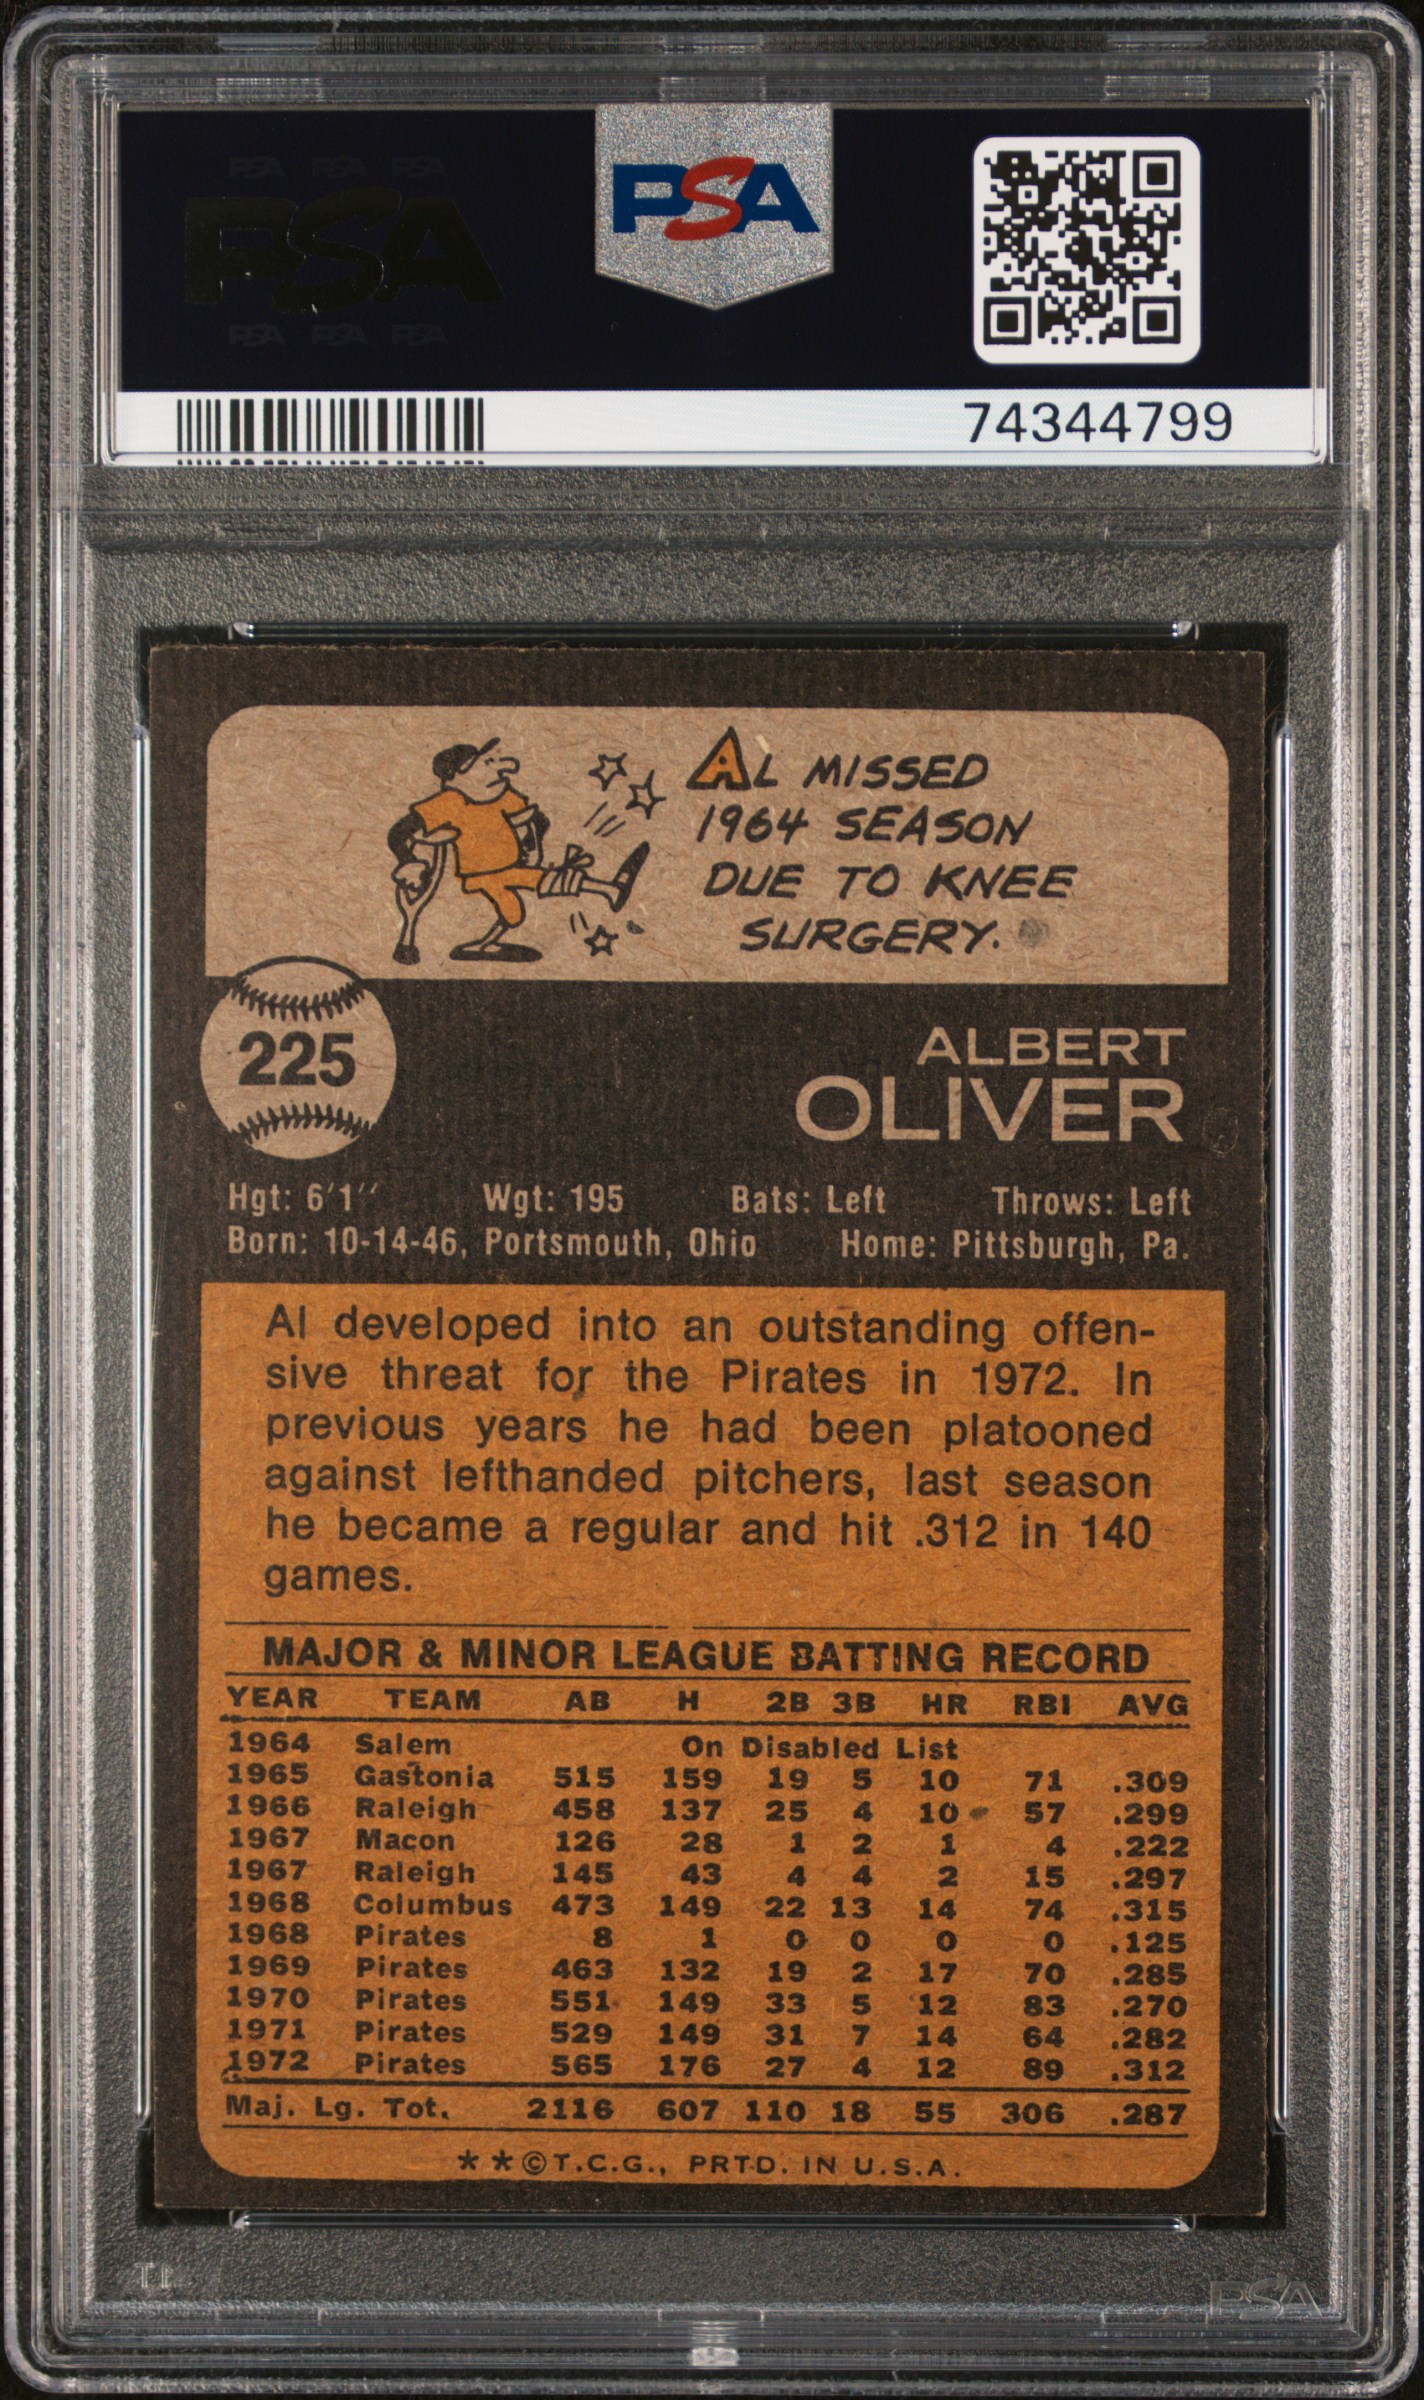 PSA PSA PSA
PSA
PSA PSA PSA
PSA
74344799
AL MISSED
1964 SEASON
DUE TO KNEE
SURGERY.
225
ALBERT
OLIVER
Hgt: 6'1'' Wgt: 195 Bats: Left Throws: Left
Born: 10-14-46, Portsmouth, Ohio Home: Pittsburgh, Pa.
Al developed into an outstanding offen-
sive threat for the Pirates in 1972. In
previous years he had been platooned
against lefthanded pitchers, last season
he became a regular and hit .312 in 140
games.
MAJOR & MINOR LEAGUE BATTING RECORD
YEAR TEAM AB H 2B 3B HR RBI AVG
1964 Salem On Disabled List
1965 Gastonia 515 159 19 5 10 71 .309
1966 Raleigh 458 137 25 4 10 57 .299
1967 Macon 126 28 1 2 1 4 .222
1967 Raleigh 145 43 4 4 2 15 .297
1968 Columbus 473 149 22 13 14 74 .315
1968 Pirates 8 1 0 0 0 0 .125
1969 Pirates 463 132 19 2 17 70 .285
1970 Pirates 551 149 33 5 12 83 .270
1971 Pirates 529 149 31 7 14 64 .282
1972 Pirates 565 176 27 4 12 89 .312
Maj. Lg. Tot. 2116 607 110 18 55 306 .287
**©T.C.G., PRTD. IN U.S.A.
PSA